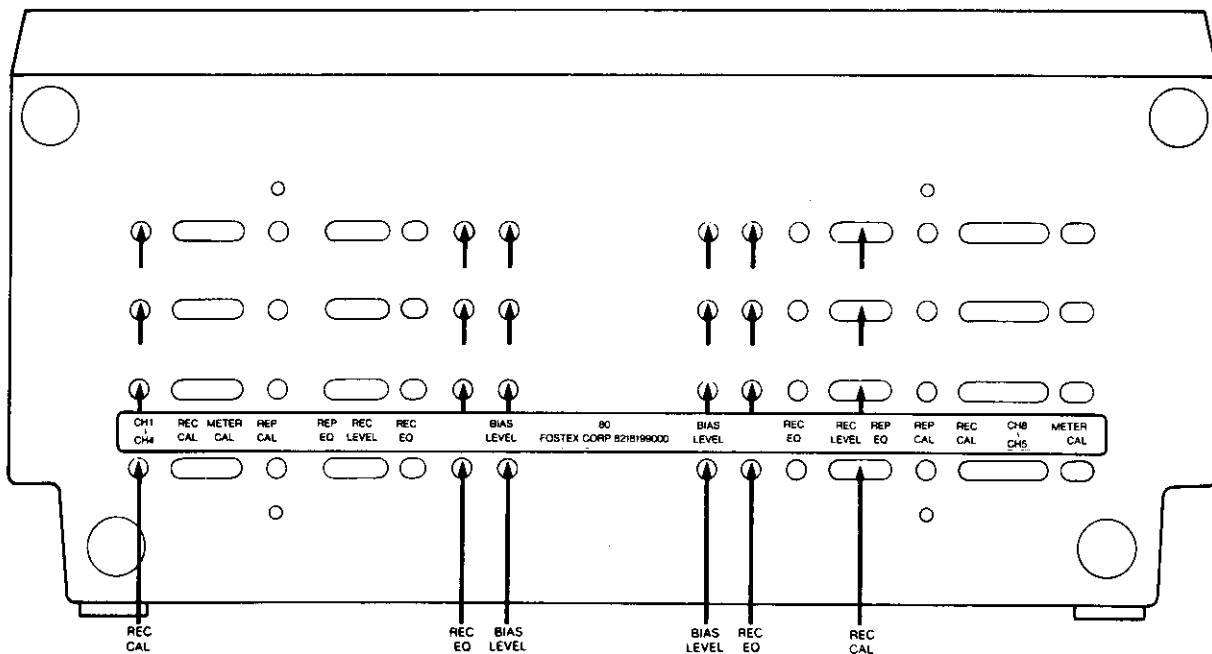 CH1 REC METER REP REP REC REC BIAS 80 BIAS REC REC REP REP REC CH8 METER
CH4 CAL CAL CAL EQ LEVEL EQ LEVEL FOSTEX CORP 8218199000 LEVEL EQ LEVEL EQ CAL CAL CH5 CAL
REC REC BIAS BIAS REC REC
CAL EQ LEVEL LEVEL EQ CAL